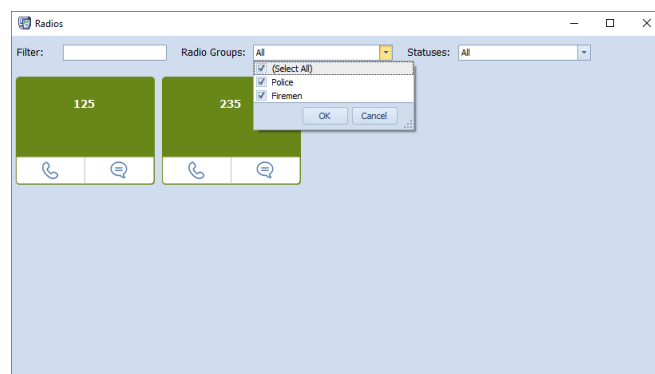 Radios
Filter: Radio Groups: All Statuses: All
(Select All)
Police
Firemen
OK Cancel
125 235